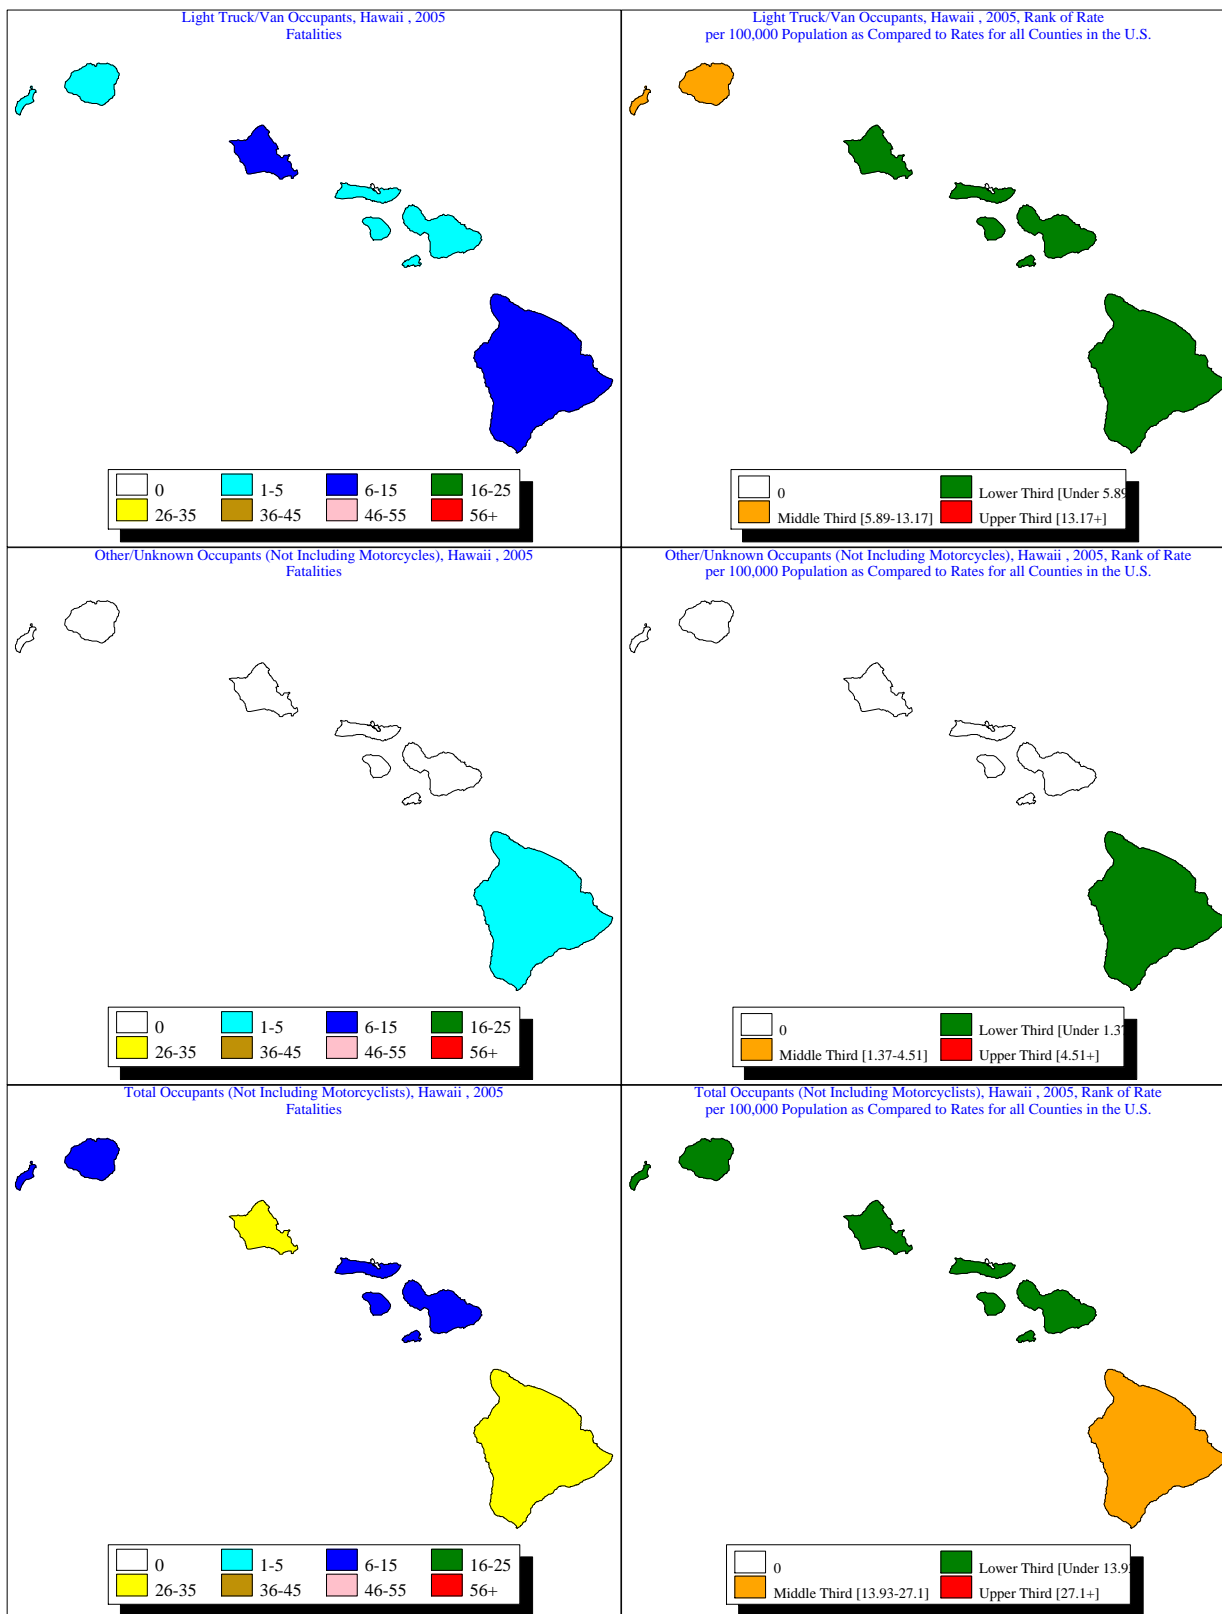 Light Truck/Van Occupants, Hawaii , 2005
Fatalities
0 1-5 6-15 16-25
26-35 36-45 46-55 56+
Light Truck/Van Occupants, Hawaii , 2005, Rank of Rate
per 100,000 Population as Compared to Rates for all Counties in the U.S.
0 Lower Third [Under 5.89
Middle Third [5.89-13.17] Upper Third [13.17+]
Other/Unknown Occupants (Not Including Motorcycles), Hawaii , 2005
Fatalities
0 1-5 6-15 16-25
26-35 36-45 46-55 56+
Other/Unknown Occupants (Not Including Motorcycles), Hawaii , 2005, Rank of Rate
per 100,000 Population as Compared to Rates for all Counties in the U.S.
0 Lower Third [Under 1.37
Middle Third [1.37-4.51] Upper Third [4.51+]
Total Occupants (Not Including Motorcyclists), Hawaii , 2005
Fatalities
0 1-5 6-15 16-25
26-35 36-45 46-55 56+
Total Occupants (Not Including Motorcyclists), Hawaii , 2005, Rank of Rate
per 100,000 Population as Compared to Rates for all Counties in the U.S.
0 Lower Third [Under 13.93
Middle Third [13.93-27.1] Upper Third [27.1+]